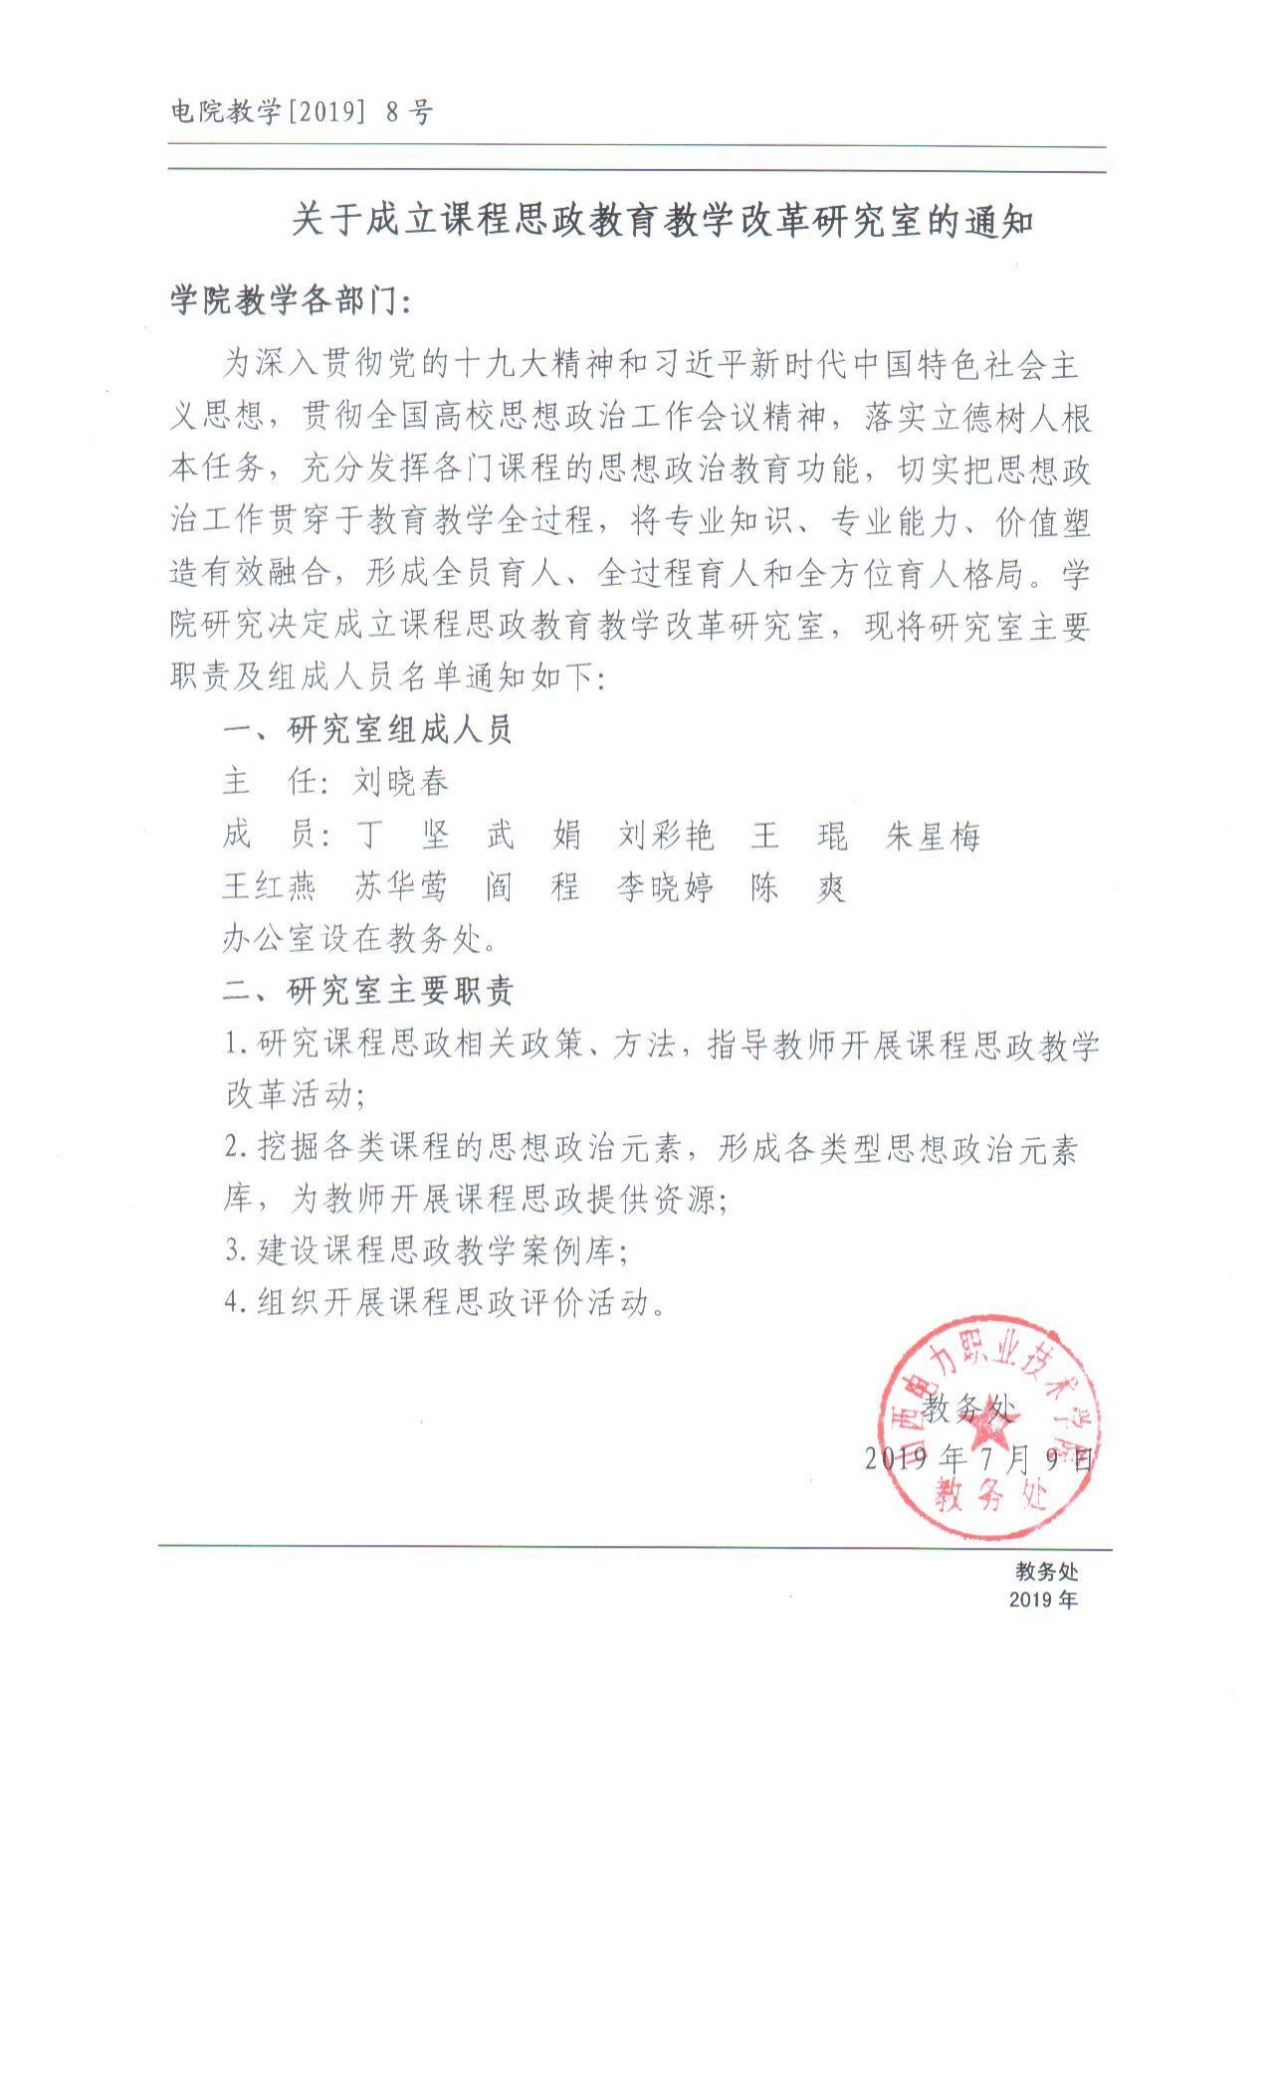 电院教学[2019] 8 号
关于成立课程思政教育教学改革研究室的通知
学院教学各部门：
为深入贯彻党的十九大精神和习近平新时代中国特色社会主
义思想，贯彻全国高校思想政治工作会议精神，落实立德树人根
本任务，充分发挥各门课程的思想政治教育功能，切实把思想政
治工作贯穿于教育教学全过程，将专业知识、专业能力、价值塑
造有效融合，形成全员育人、全过程育人和全方位育人格局。学
院研究决定成立课程思政教育教学改革研究室，现将研究室主要
职责及组成人员名单通知如下：
一、研究室组成人员
主　任：刘晓春
成　员：丁　坚　武　娟　刘彩艳　王　琨　朱星梅
王红燕　苏华莺　阎　程　李晓婷　陈　爽
办公室设在教务处。
二、研究室主要职责
1.研究课程思政相关政策、方法，指导教师开展课程思政教学
改革活动；
2.挖掘各类课程的思想政治元素，形成各类型思想政治元素
库，为教师开展课程思政提供资源；
3.建设课程思政教学案例库；
4.组织开展课程思政评价活动。
山西电力职业技术学院
教务处
2019 年 7 月 9 日
教务处
教务处
2019 年